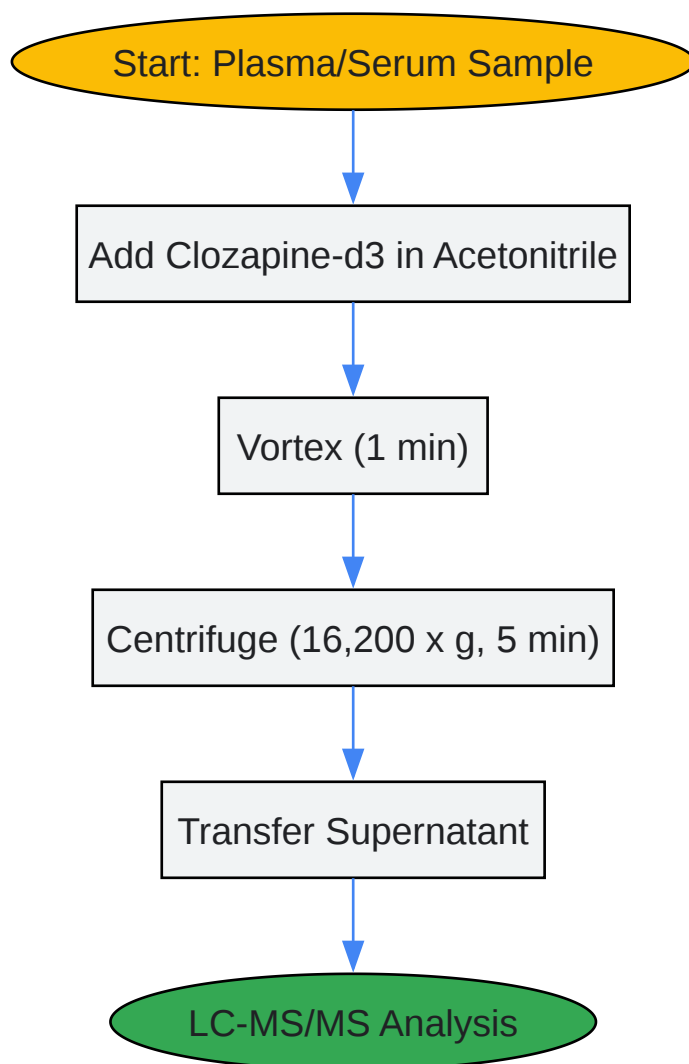 Start: Plasma/Serum Sample
Add Clozapine-d3 in Acetonitrile
Vortex (1 min)
Centrifuge (16,200 x g, 5 min)
Transfer Supernatant
LC-MS/MS Analysis